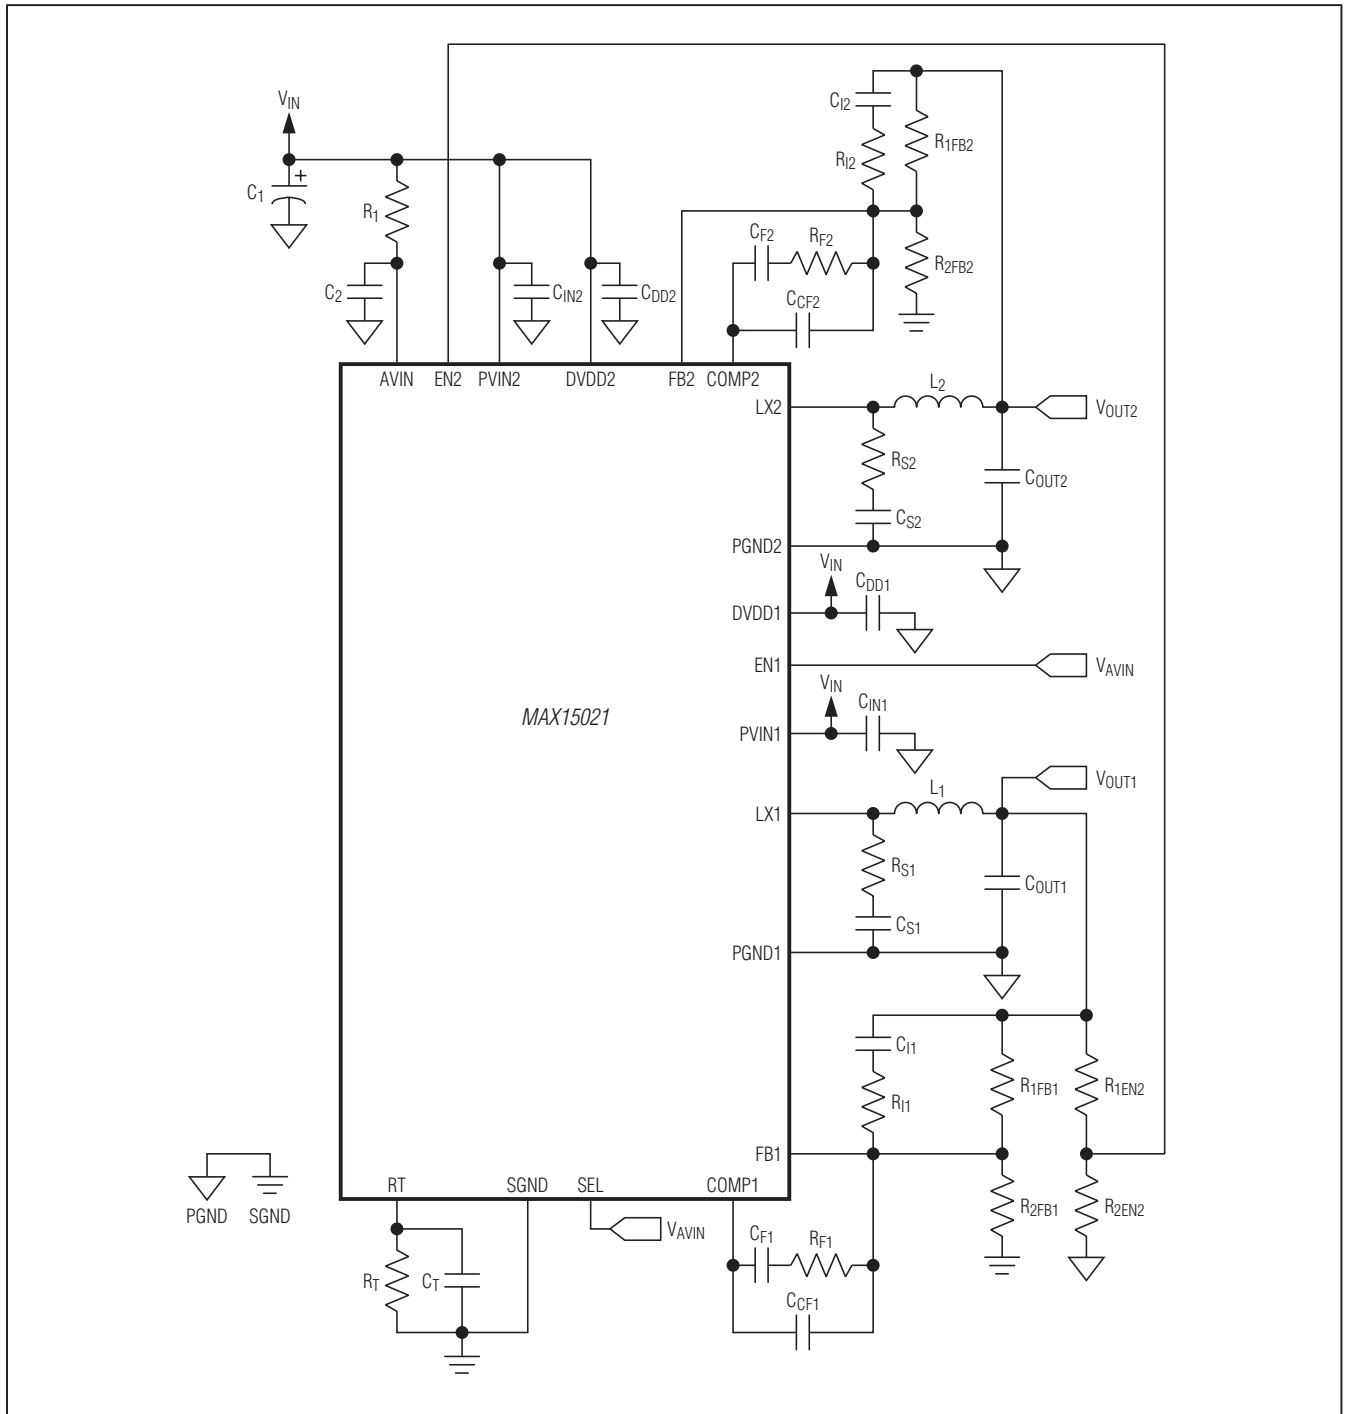 VIN
C1
+
R1
C2
CIN2
CDD2
CI2
RI2
R1FB2
CF2
RF2
R2FB2
CCF2
AVIN EN2 PVIN2 DVDD2 FB2 COMP2
LX2
L2
VOUT2
RS2
COUT2
CS2
PGND2
VIN
CDD1
DVDD1
EN1
VAVIN
MAX15021
VIN
CIN1
PVIN1
VOUT1
L1
LX1
RS1
COUT1
CS1
PGND1
CI1
RI1
R1FB1
R1EN2
FB1
RT SGND SEL COMP1
PGND SGND
VAVIN
R2FB1
R2EN2
CF1
RF1
RT
CT
CCF1